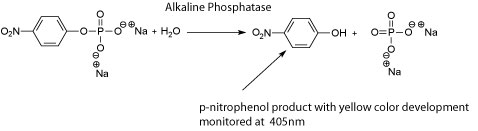 Alkaline Phosphatase
O₂N O P O⊖⊕Na + H₂O O₂N OH + O=P O⊖⊕Na
O O
O O
⊖⊕Na ⊖⊕Na
p-nitrophenol product with yellow color development
monitored at 405nm